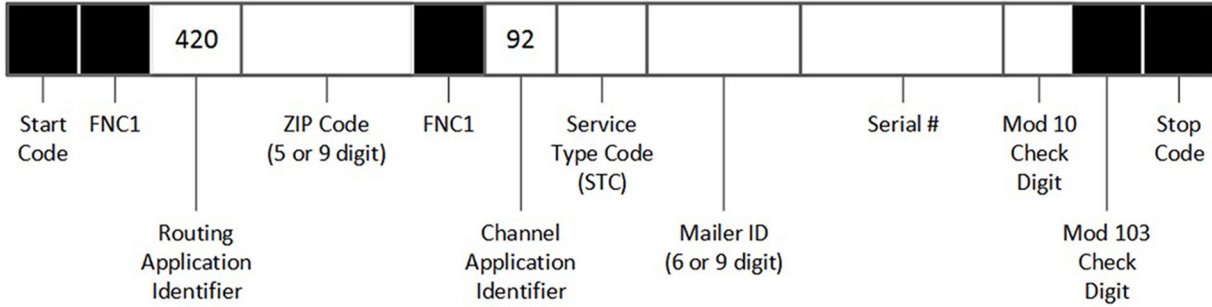 420
92
Start
Code
FNC1
ZIP Code
(5 or 9 digit)
FNC1
Service
Type Code
(STC)
Serial #
Mod 10
Check
Digit
Stop
Code
Routing
Application
Identifier
Channel
Application
Identifier
Mailer ID
(6 or 9 digit)
Mod 103
Check
Digit